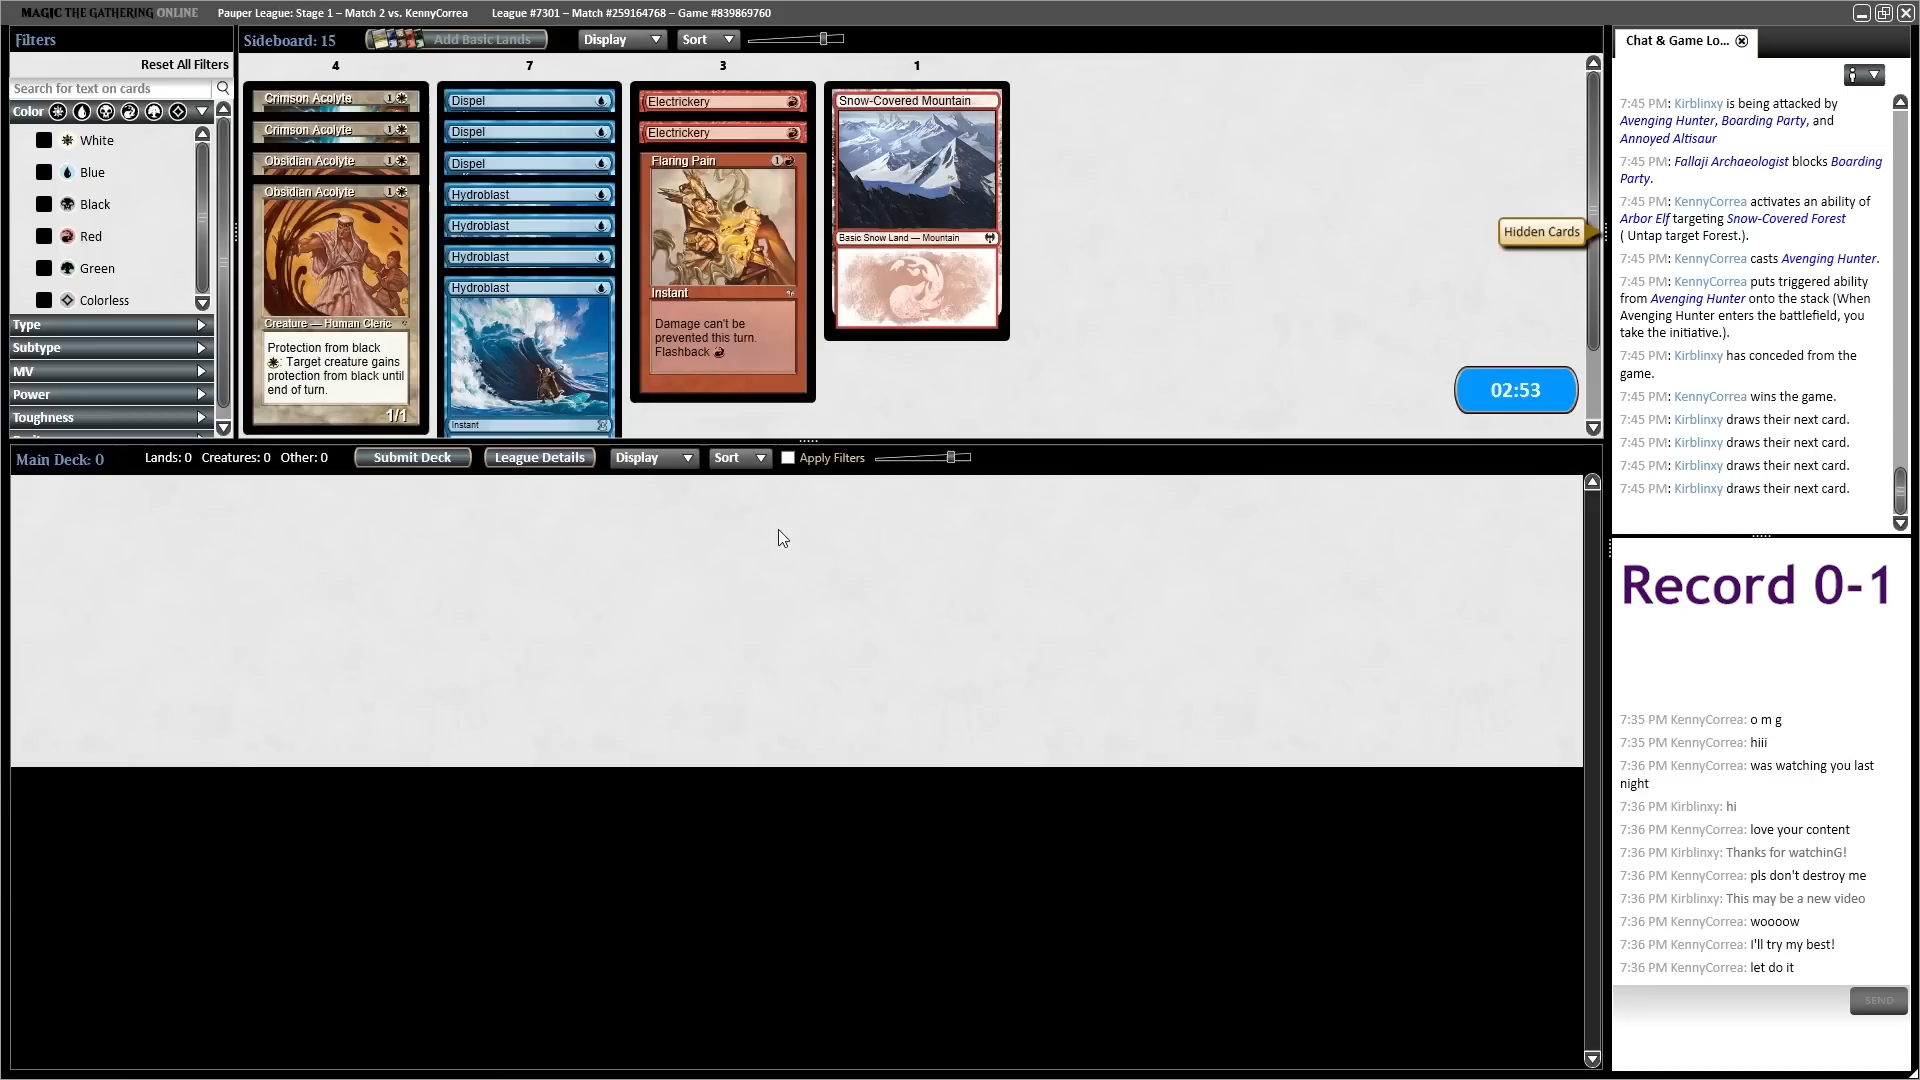 MAGIC THE GATHERING ONLINE
Pauper League: Stage 1 – Match 2 vs. KennyCorrea
League #7301 – Match #259164768 – Game #839869760
Filters
Reset All Filters
Search for text on cards
Color
White
Blue
Black
Red
Green
Colorless
Type
Subtype
MV
Power
Toughness
Sideboard: 15
Add Basic Lands
Display
Sort
4
7
3
1
Crimson Acolyte 1
Crimson Acolyte 1
Obsidian Acolyte 1
Obsidian Acolyte 1
Creature — Human Cleric
Protection from black
: Target creature gains
protection from black until
end of turn.
1/1
Dispel
Dispel
Dispel
Hydroblast
Hydroblast
Hydroblast
Hydroblast
Instant
Electrickery
Electrickery
Flaring Pain 1
Instant
Damage can't be
prevented this turn.
Flashback
Snow-Covered Mountain
Basic Snow Land — Mountain
Hidden Cards
02:53
Main Deck: 0
Lands: 0 Creatures: 0 Other: 0
Submit Deck
League Details
Display
Sort
Apply Filters
Chat & Game Lo...
7:45 PM: Kirblinxy is being attacked by
Avenging Hunter, Boarding Party, and
Annoyed Altisaur
7:45 PM: Fallaji Archaeologist blocks Boarding
Party.
7:45 PM: KennyCorrea activates an ability of
Arbor Elf targeting Snow-Covered Forest
( Untap target Forest.).
7:45 PM: KennyCorrea casts Avenging Hunter.
7:45 PM: KennyCorrea puts triggered ability
from Avenging Hunter onto the stack (When
Avenging Hunter enters the battlefield, you
take the initiative.).
7:45 PM: Kirblinxy has conceded from the
game.
7:45 PM: KennyCorrea wins the game.
7:45 PM: Kirblinxy draws their next card.
7:45 PM: Kirblinxy draws their next card.
7:45 PM: Kirblinxy draws their next card.
7:45 PM: Kirblinxy draws their next card.
Record 0-1
7:35 PM KennyCorrea: o m g
7:35 PM KennyCorrea: hiii
7:36 PM KennyCorrea: was watching you last
night
7:36 PM Kirblinxy: hi
7:36 PM KennyCorrea: love your content
7:36 PM Kirblinxy: Thanks for watchinG!
7:36 PM KennyCorrea: pls don't destroy me
7:36 PM Kirblinxy: This may be a new video
7:36 PM KennyCorrea: woooow
7:36 PM KennyCorrea: I'll try my best!
7:36 PM KennyCorrea: let do it
SEND